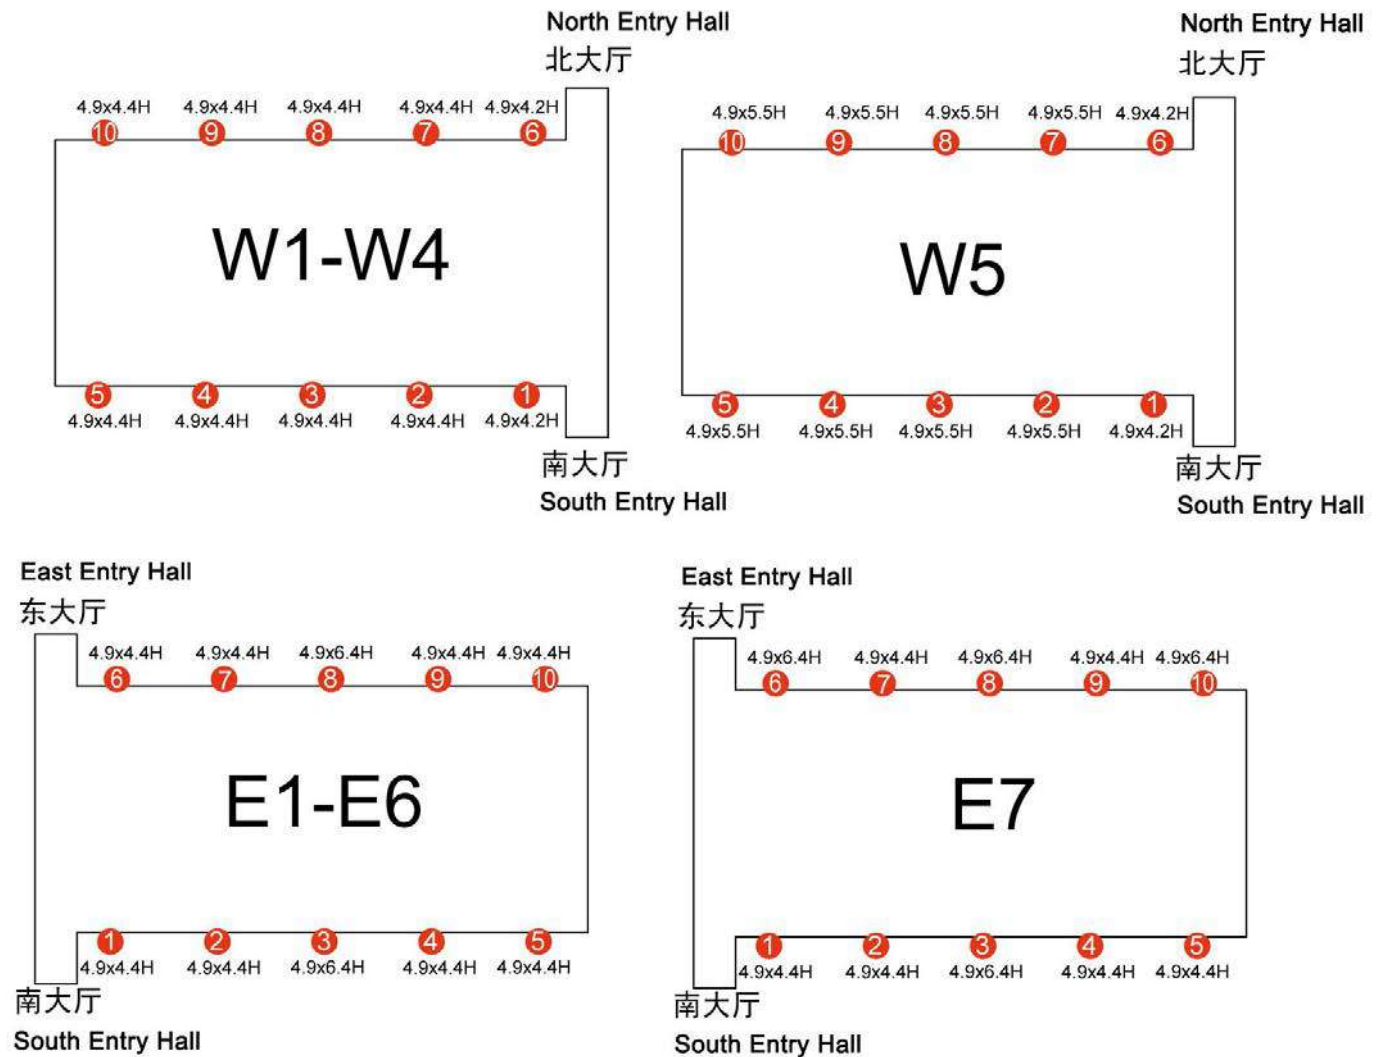 North Entry Hall
北大厅
4.9x4.4H 4.9x4.4H 4.9x4.4H 4.9x4.4H 4.9x4.2H
10 9 8 7 6
W1-W4
5 4 3 2 1
4.9x4.4H 4.9x4.4H 4.9x4.4H 4.9x4.4H 4.9x4.2H
南大厅
South Entry Hall
North Entry Hall
北大厅
4.9x5.5H 4.9x5.5H 4.9x5.5H 4.9x5.5H 4.9x4.2H
10 9 8 7 6
W5
5 4 3 2 1
4.9x5.5H 4.9x5.5H 4.9x5.5H 4.9x5.5H 4.9x4.2H
南大厅
South Entry Hall
East Entry Hall
东大厅
4.9x4.4H 4.9x4.4H 4.9x6.4H 4.9x4.4H 4.9x4.4H
6 7 8 9 10
E1-E6
1 2 3 4 5
4.9x4.4H 4.9x4.4H 4.9x6.4H 4.9x4.4H 4.9x4.4H
南大厅
South Entry Hall
East Entry Hall
东大厅
4.9x6.4H 4.9x4.4H 4.9x6.4H 4.9x4.4H 4.9x6.4H
6 7 8 9 10
E7
1 2 3 4 5
4.9x4.4H 4.9x4.4H 4.9x6.4H 4.9x4.4H 4.9x4.4H
南大厅
South Entry Hall